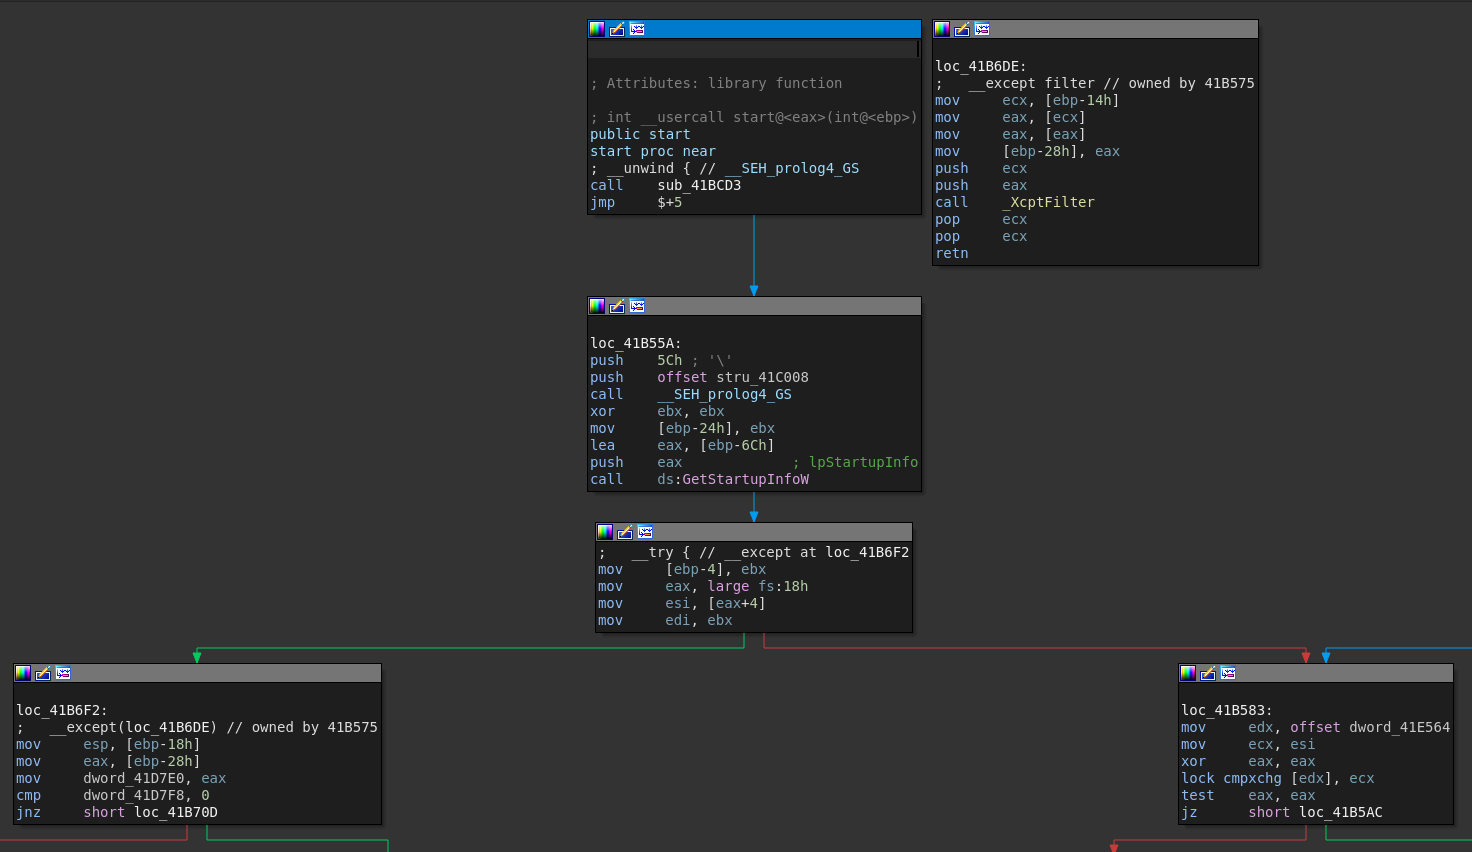 ; Attributes: library function
; int __usercall start@<eax>(int@<ebp>)
public start
start proc near
; __unwind { // __SEH_prolog4_GS
call    sub_41BCD3
jmp     $+5
loc_41B6DE:
;   __except filter // owned by 41B575
mov     ecx, [ebp-14h]
mov     eax, [ecx]
mov     eax, [eax]
mov     [ebp-28h], eax
push    ecx
push    eax
call    _XcptFilter
pop     ecx
pop     ecx
retn
loc_41B55A:
push    5Ch ; '\'
push    offset stru_41C008
call    __SEH_prolog4_GS
xor     ebx, ebx
mov     [ebp-24h], ebx
lea     eax, [ebp-6Ch]
push    eax             ; lpStartupInfo
call    ds:GetStartupInfoW
;   __try { // __except at loc_41B6F2
mov     [ebp-4], ebx
mov     eax, large fs:18h
mov     esi, [eax+4]
mov     edi, ebx
loc_41B6F2:
;   __except(loc_41B6DE) // owned by 41B575
mov     esp, [ebp-18h]
mov     eax, [ebp-28h]
mov     dword_41D7E0, eax
cmp     dword_41D7F8, 0
jnz     short loc_41B70D
loc_41B583:
mov     edx, offset dword_41E564
mov     ecx, esi
xor     eax, eax
lock cmpxchg [edx], ecx
test    eax, eax
jz      short loc_41B5AC